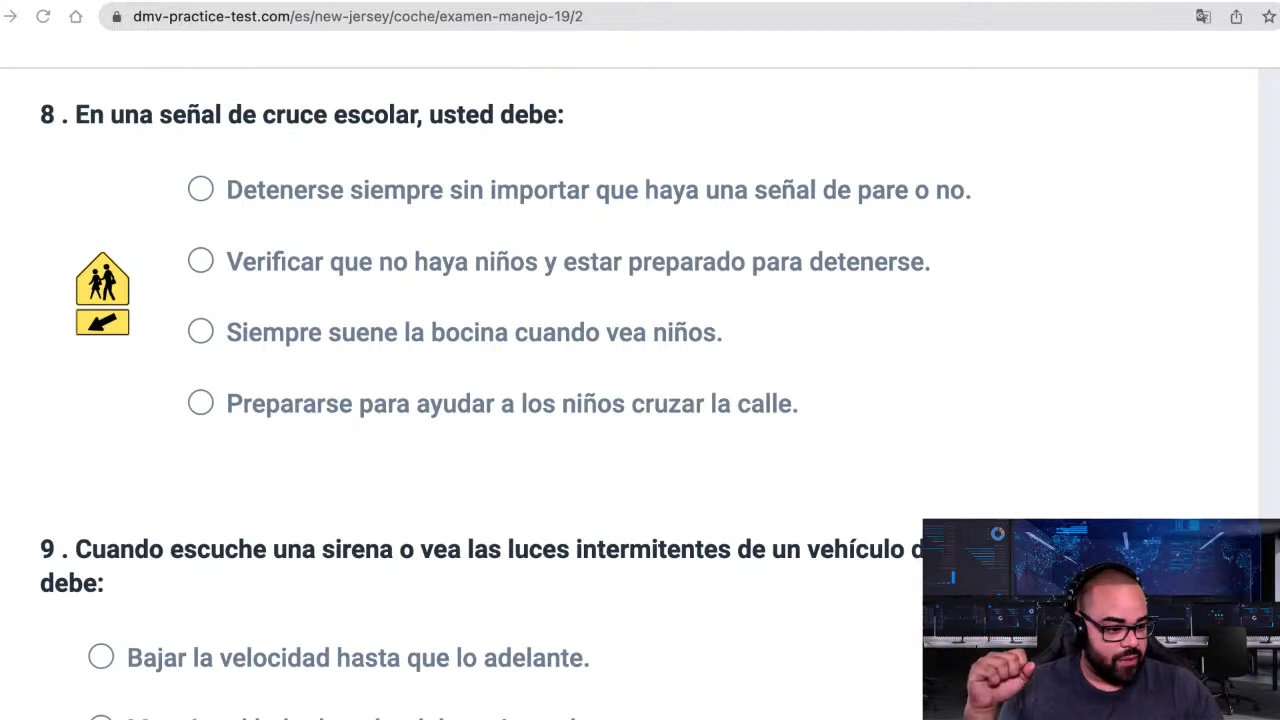 dmv-practice-test.com/es/new-jersey/coche/examen-manejo-19/2
8 . En una señal de cruce escolar, usted debe:
Detenerse siempre sin importar que haya una señal de pare o no.
Verificar que no haya niños y estar preparado para detenerse.
Siempre suene la bocina cuando vea niños.
Prepararse para ayudar a los niños cruzar la calle.
9 . Cuando escuche una sirena o vea las luces intermitentes de un vehículo
debe:
Bajar la velocidad hasta que lo adelante.